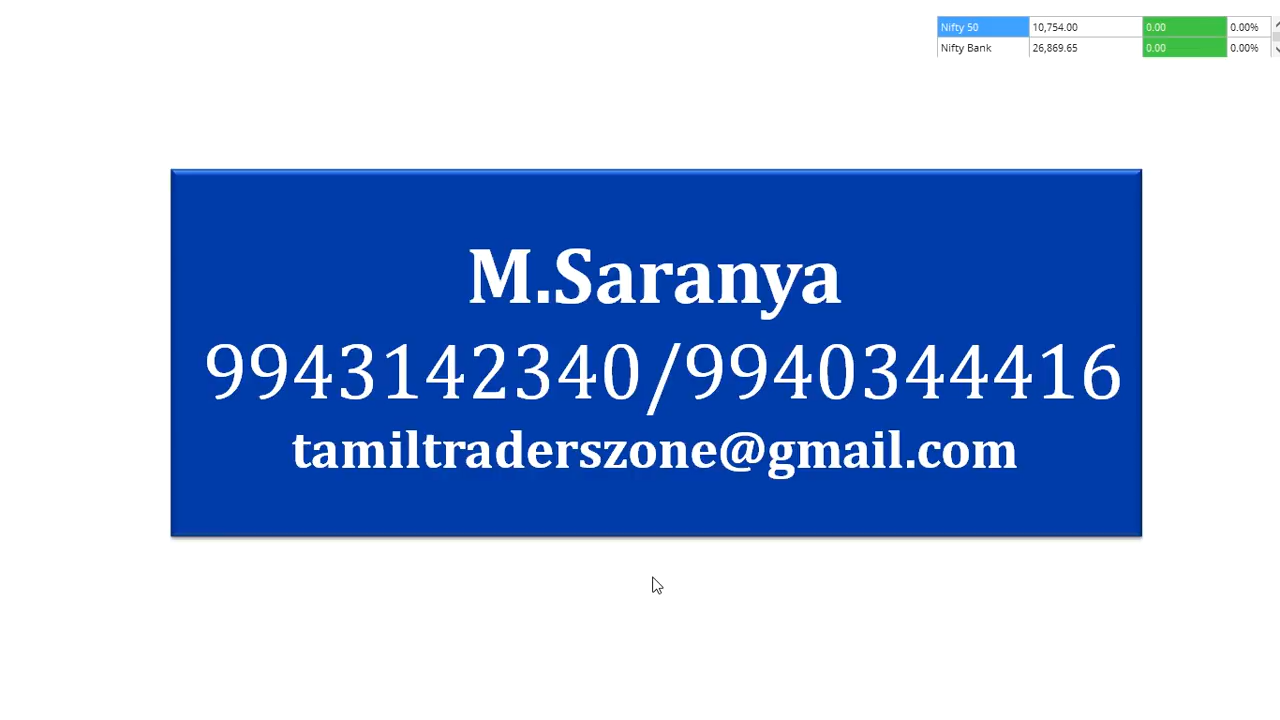 Nifty 50 10,754.00 0.00 0.00%
Nifty Bank 26,869.65 0.00 0.00%
M.Saranya
9943142340/9940344416
tamiltraderszone@gmail.com